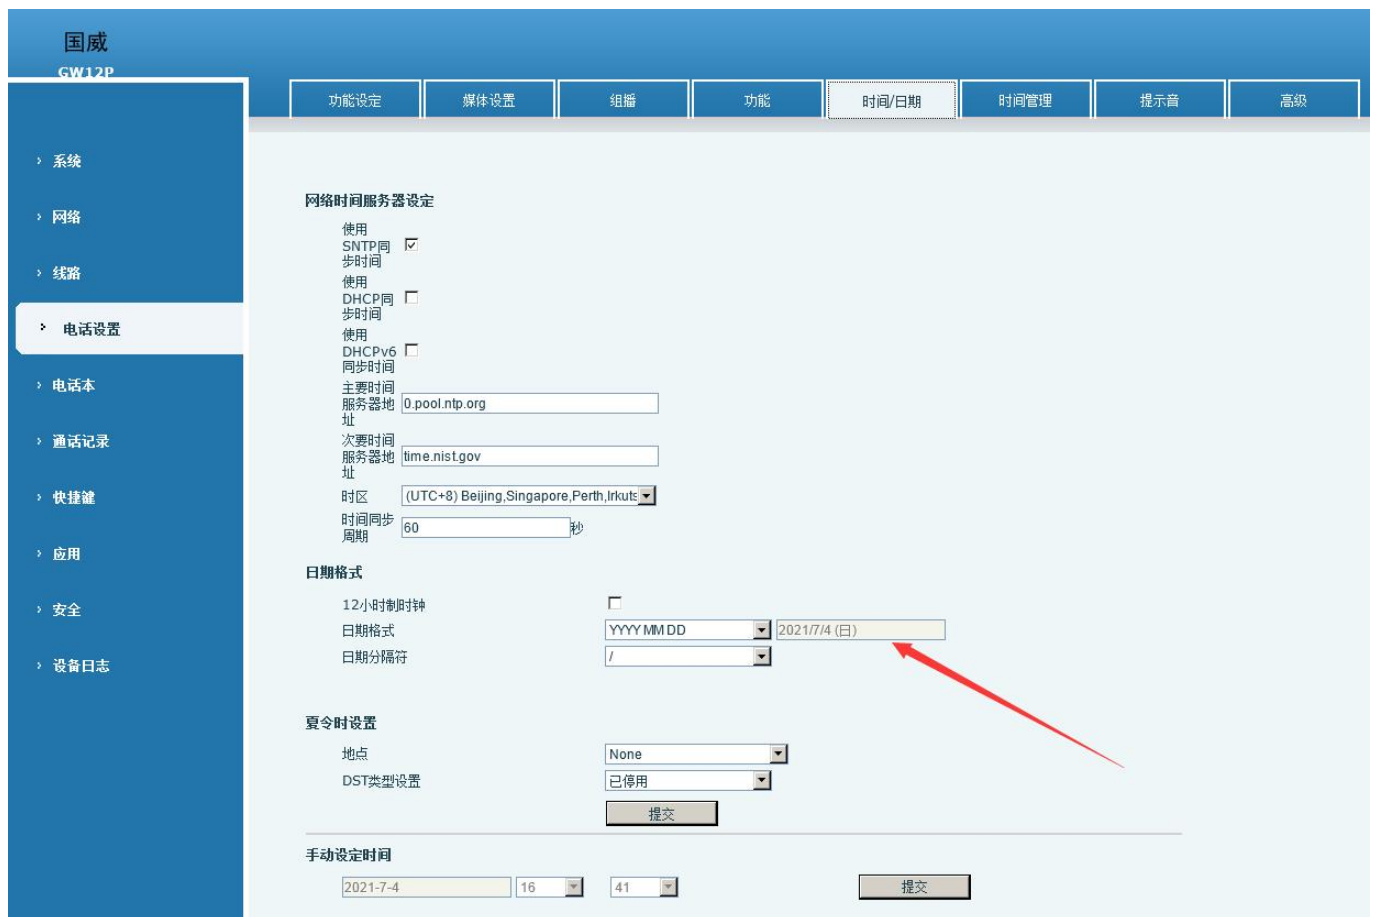 国威
GW12P
功能设定
媒体设置
组播
功能
时间/日期
时间管理
提示音
高级
系统
网络
线路
电话设置
电话本
通话记录
快捷键
应用
安全
设备日志
网络时间服务器设定
使用
SNTP同
步时间
使用
DHCP同
步时间
使用
DHCPv6
同步时间
主要时间
服务器地
址
0.pool.ntp.org
次要时间
服务器地
址
time.nist.gov
时区
(UTC+8) Beijing,Singapore,Perth,Irkuts
时间同步
周期
60
秒
日期格式
12小时制时钟
日期格式
YYYY MM DD
2021/7/4 (日)
日期分隔符
/
夏令时设置
地点
None
DST类型设置
已停用
提交
手动设定时间
2021-7-4
16
41
提交